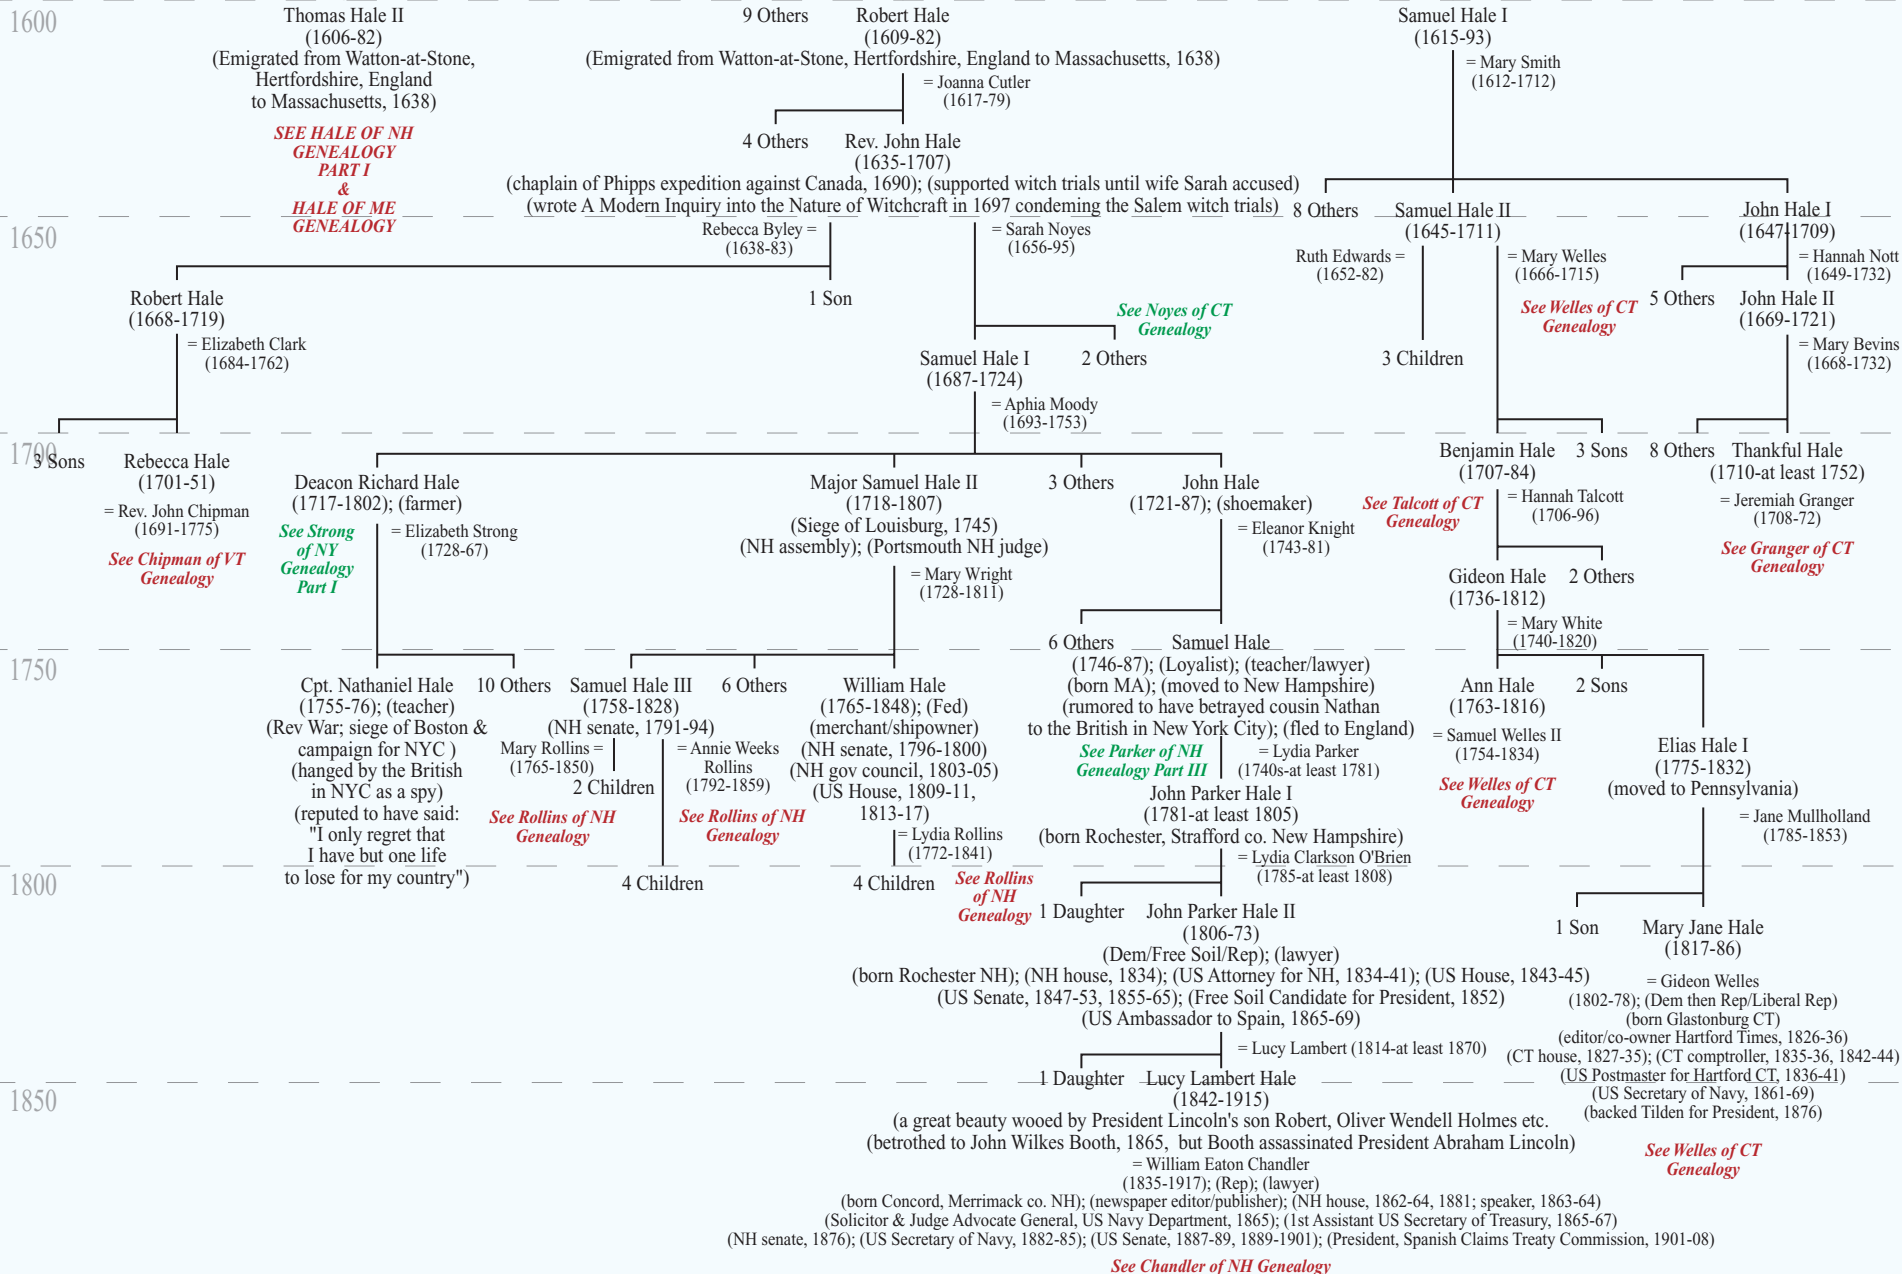 1600
Thomas Hale II
(1606-82)
(Emigrated from Watton-at-Stone,
Hertfordshire, England
to Massachusetts, 1638)
SEE HALE OF NH
GENEALOGY
PART I
&
HALE OF ME
GENEALOGY
9 Others
Robert Hale
(1609-82)
(Emigrated from Watton-at-Stone, Hertfordshire, England to Massachusetts, 1638)
= Joanna Cutler
(1617-79)
Samuel Hale I
(1615-93)
= Mary Smith
(1612-1712)
4 Others
Rev. John Hale
(1635-1707)
(chaplain of Phipps expedition against Canada, 1690); (supported witch trials until wife Sarah accused)
(wrote A Modern Inquiry into the Nature of Witchcraft in 1697 condeming the Salem witch trials)
8 Others
Samuel Hale II
(1645-1711)
John Hale I
(1647-1709)
1650
Rebecca Byley =
(1638-83)
= Sarah Noyes
(1656-95)
Ruth Edwards =
(1652-82)
= Mary Welles
(1666-1715)
See Welles of CT
Genealogy
= Hannah Nott
(1649-1732)
Robert Hale
(1668-1719)
= Elizabeth Clark
(1684-1762)
1 Son
See Noyes of CT
Genealogy
5 Others
John Hale II
(1669-1721)
= Mary Bevins
(1668-1732)
Samuel Hale I
(1687-1724)
= Aphia Moody
(1693-1753)
2 Others
3 Children
1700
3 Sons
Rebecca Hale
(1701-51)
= Rev. John Chipman
(1691-1775)
See Chipman of VT
Genealogy
Deacon Richard Hale
(1717-1802); (farmer)
See Strong
of NY
Genealogy
Part I
= Elizabeth Strong
(1728-67)
Major Samuel Hale II
(1718-1807)
(Siege of Louisburg, 1745)
(NH assembly); (Portsmouth NH judge)
= Mary Wright
(1728-1811)
3 Others
John Hale
(1721-87); (shoemaker)
= Eleanor Knight
(1743-81)
Benjamin Hale
(1707-84)
3 Sons
See Talcott of CT
Genealogy
= Hannah Talcott
(1706-96)
8 Others
Thankful Hale
(1710-at least 1752)
= Jeremiah Granger
(1708-72)
See Granger of CT
Genealogy
Gideon Hale
(1736-1812)
2 Others
= Mary White
(1740-1820)
1750
Cpt. Nathaniel Hale
(1755-76); (teacher)
(Rev War; siege of Boston &
campaign for NYC )
(hanged by the British
in NYC as a spy)
(reputed to have said:
"I only regret that
I have but one life
to lose for my country")
10 Others
Samuel Hale III
(1758-1828)
(NH senate, 1791-94)
Mary Rollins =
(1765-1850)
2 Children
See Rollins of NH
Genealogy
= Annie Weeks
Rollins
(1792-1859)
See Rollins of NH
Genealogy
4 Children
6 Others
William Hale
(1765-1848); (Fed)
(merchant/shipowner)
(NH senate, 1796-1800)
(NH gov council, 1803-05)
(US House, 1809-11,
1813-17)
= Lydia Rollins
(1772-1841)
4 Children
See Rollins
of NH
Genealogy
6 Others
Samuel Hale
(1746-87); (Loyalist); (teacher/lawyer)
(born MA); (moved to New Hampshire)
(rumored to have betrayed cousin Nathan
to the British in New York City); (fled to England)
See Parker of NH
Genealogy Part III
= Lydia Parker
(1740s-at least 1781)
John Parker Hale I
(1781-at least 1805)
(born Rochester, Strafford co. New Hampshire)
= Lydia Clarkson O'Brien
(1785-at least 1808)
Ann Hale
(1763-1816)
= Samuel Welles II
(1754-1834)
See Welles of CT
Genealogy
2 Sons
Elias Hale I
(1775-1832)
(moved to Pennsylvania)
= Jane Mullholand
(1785-1853)
1800
1 Daughter
John Parker Hale II
(1806-73)
(Dem/Free Soil/Rep); (lawyer)
(born Rochester NH); (NH house, 1834); (US Attorney for NH, 1834-41); (US House, 1843-45)
(US Senate, 1847-53, 1855-65); (Free Soil Candidate for President, 1852)
(US Ambassador to Spain, 1865-69)
= Lucy Lambert (1814-at least 1870)
1 Son
Mary Jane Hale
(1817-86)
= Gideon Welles
(1802-78); (Dem then Rep/Liberal Rep)
(born Glastonburg CT)
(editor/co-owner Hartford Times, 1826-36)
(CT house, 1827-35); (CT comptroller, 1835-36, 1842-44)
(US Postmaster for Hartford CT, 1836-41)
(US Secretary of Navy, 1861-69)
(backed Tilden for President, 1876)
See Welles of CT
Genealogy
1850
1 Daughter
Lucy Lambert Hale
(1842-1915)
(a great beauty wooed by President Lincoln's son Robert, Oliver Wendell Holmes etc.
(betrothed to John Wilkes Booth, 1865, but Booth assassinated President Abraham Lincoln)
= William Eaton Chandler
(1835-1917); (Rep); (lawyer)
(born Concord, Merrimack co. NH); (newspaper editor/publisher); (NH house, 1862-64, 1881; speaker, 1863-64)
(Solicitor & Judge Advocate General, US Navy Department, 1865); (1st Assistant US Secretary of Treasury, 1865-67)
(NH senate, 1876); (US Secretary of Navy, 1882-85); (US Senate, 1887-89, 1889-1901); (President, Spanish Claims Treaty Commission, 1901-08)
See Chandler of NH Genealogy